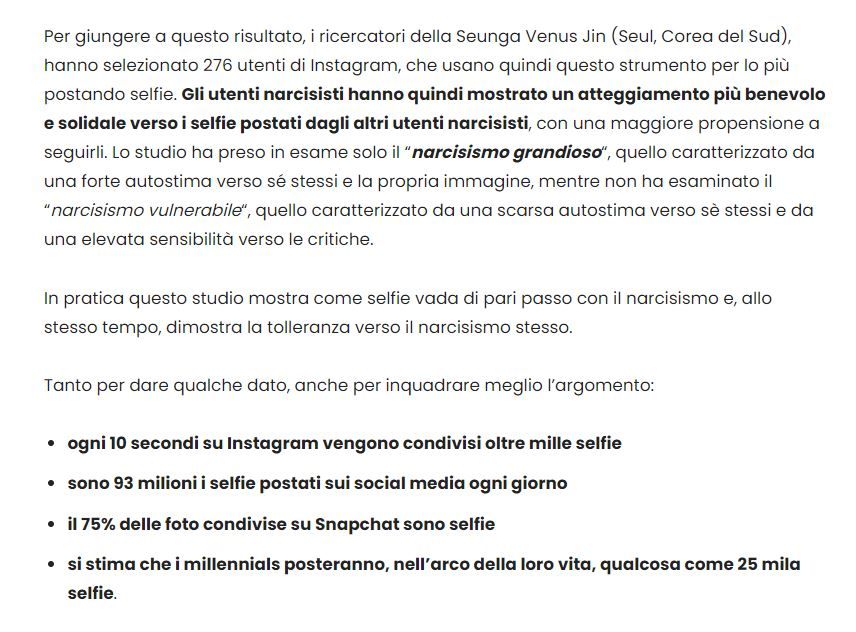 Per giungere a questo risultato, i ricercatori della Seunga Venus Jin (Seul, Corea del Sud),
hanno selezionato 276 utenti di Instagram, che usano quindi questo strumento per lo più
postando selfie. Gli utenti narcisisti hanno quindi mostrato un atteggiamento più benevolo
e solidale verso i selfie postati dagli altri utenti narcisisti, con una maggiore propensione a
seguirli. Lo studio ha preso in esame solo il “narcisismo grandioso“, quello caratterizzato da
una forte autostima verso sé stessi e la propria immagine, mentre non ha esaminato il
“narcisismo vulnerabile“, quello caratterizzato da una scarsa autostima verso sè stessi e da
una elevata sensibilità verso le critiche.
In pratica questo studio mostra come selfie vada di pari passo con il narcisismo e, allo
stesso tempo, dimostra la tolleranza verso il narcisismo stesso.
Tanto per dare qualche dato, anche per inquadrare meglio l’argomento:
• ogni 10 secondi su Instagram vengono condivisi oltre mille selfie
• sono 93 milioni i selfie postati sui social media ogni giorno
• il 75% delle foto condivise su Snapchat sono selfie
• si stima che i millennials posteranno, nell’arco della loro vita, qualcosa come 25 mila
selfie.